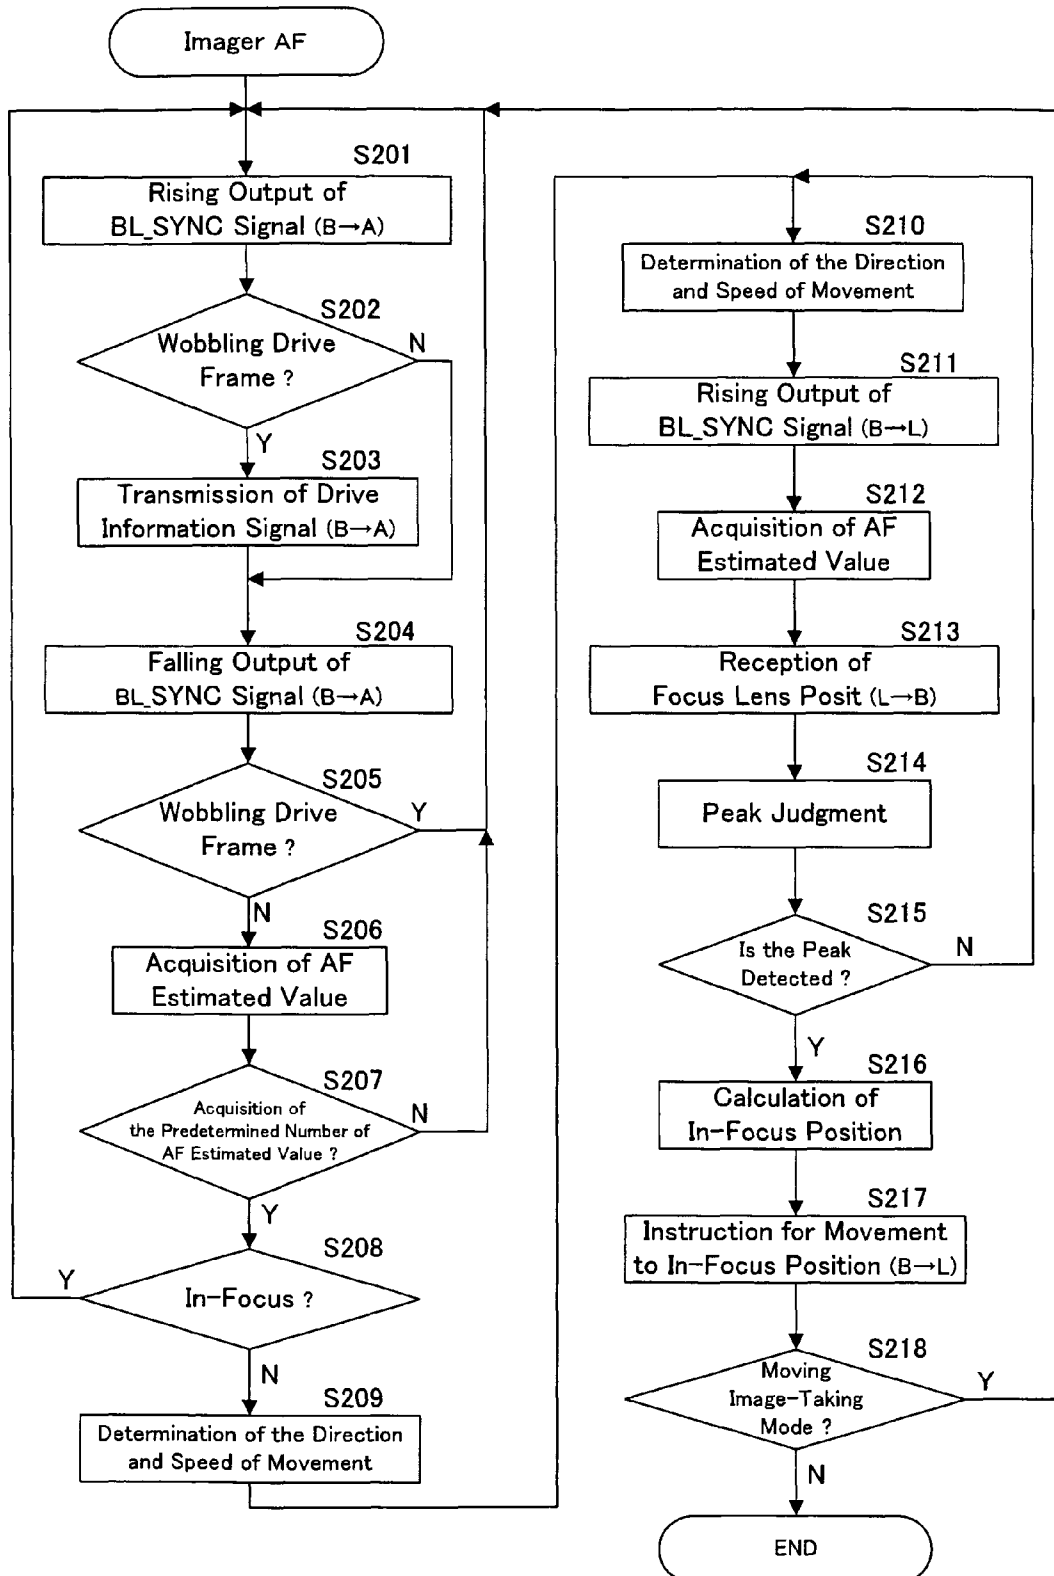 Imager AF
S201
Rising Output of
BL_SYNC Signal (B→A)
S202
Wobbling Drive
Frame ?
N
Y
S203
Transmission of Drive
Information Signal (B→A)
S204
Falling Output of
BL_SYNC Signal (B→A)
S205
Wobbling Drive
Frame ?
Y
N
S206
Acquisition of AF
Estimated Value
S207
Acquisition of
the Predetermined Number of
AF Estimated Value ?
N
Y
S208
In-Focus ?
Y
N
S209
Determination of the Direction
and Speed of Movement
S210
Determination of the Direction
and Speed of Movement
S211
Rising Output of
BL_SYNC Signal (B→L)
S212
Acquisition of AF
Estimated Value
S213
Reception of
Focus Lens Posit (L→B)
S214
Peak Judgment
S215
Is the Peak
Detected ?
N
Y
S216
Calculation of
In-Focus Position
S217
Instruction for Movement
to In-Focus Position (B→L)
S218
Moving
Image-Taking
Mode ?
Y
N
END